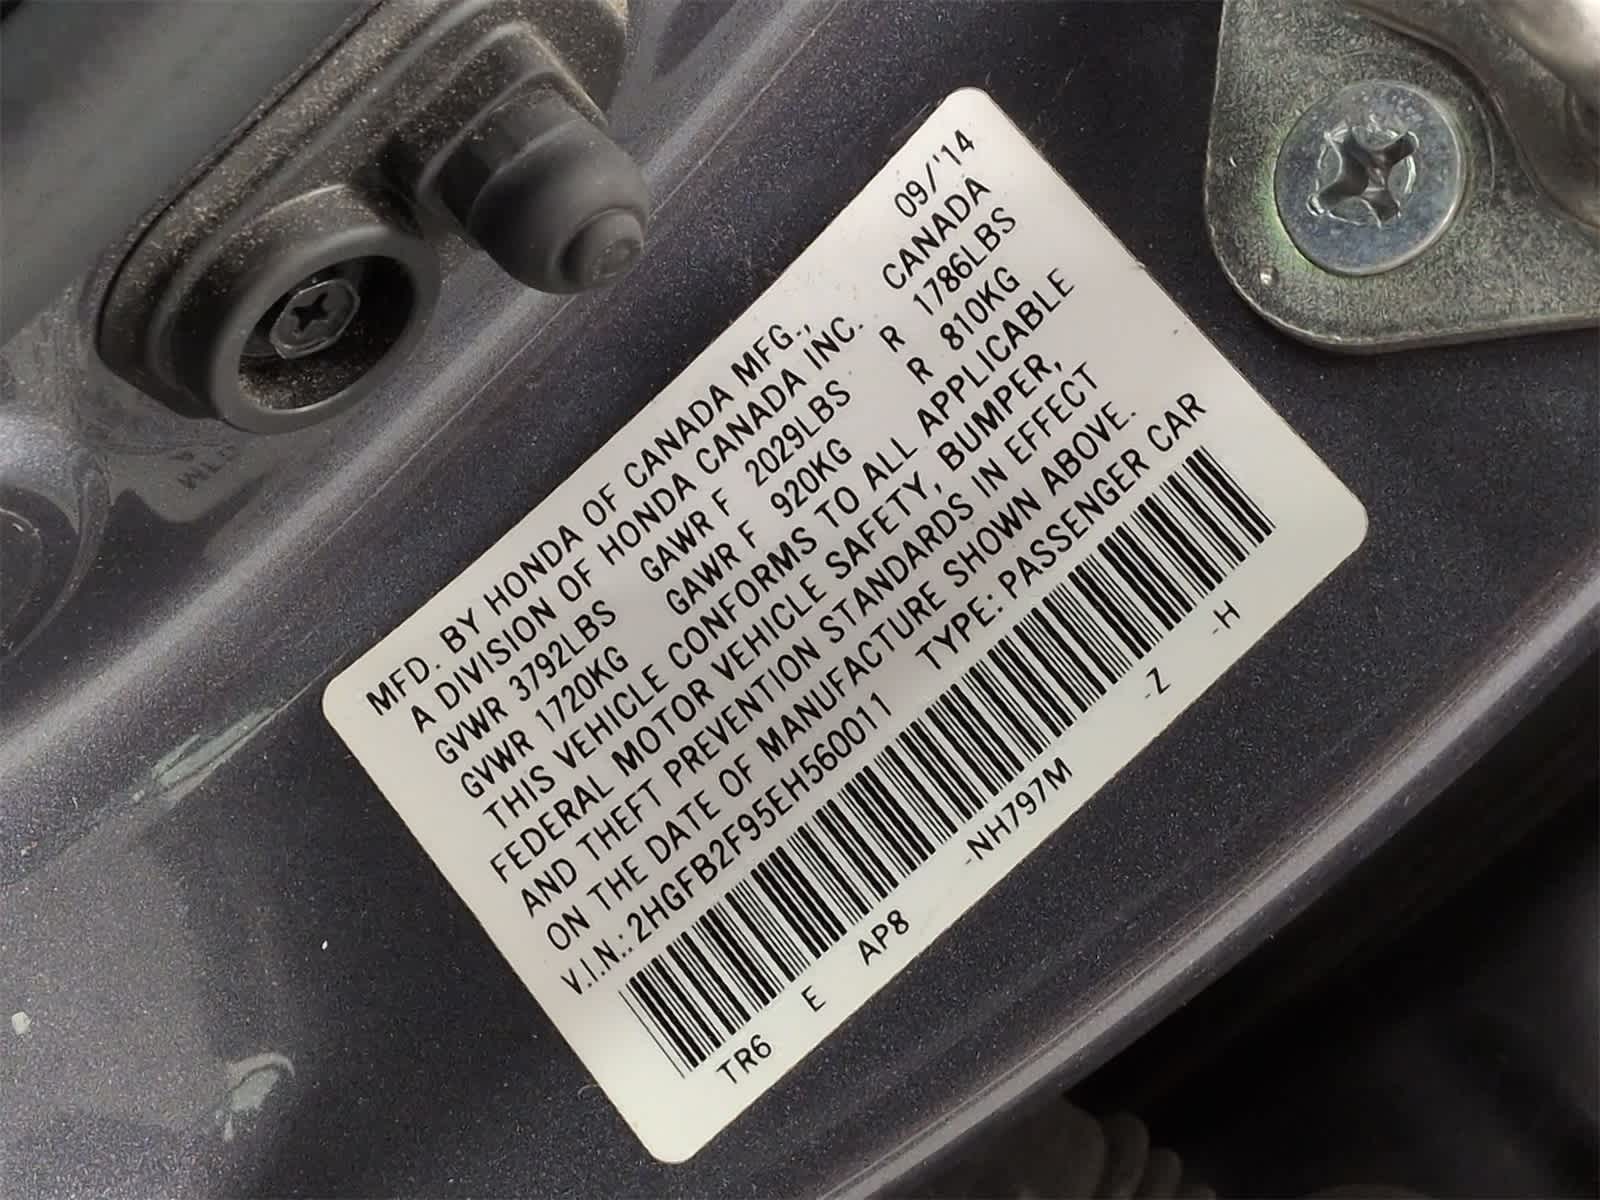 MFD. BY HONDA OF CANADA MFG., 09/'14
A DIVISION OF HONDA CANADA INC. CANADA
GVWR 3792LBS GAWR F 2029LBS R 1786LBS
GVWR 1720KG GAWR F 920KG R 810KG
THIS VEHICLE CONFORMS TO ALL APPLICABLE
FEDERAL MOTOR VEHICLE SAFETY, BUMPER,
AND THEFT PREVENTION STANDARDS IN EFFECT
ON THE DATE OF MANUFACTURE SHOWN ABOVE.
V.I.N.: 2HGFB2F95EH560011 TYPE: PASSENGER CAR
TR6 E AP8 -NH797M -Z -H